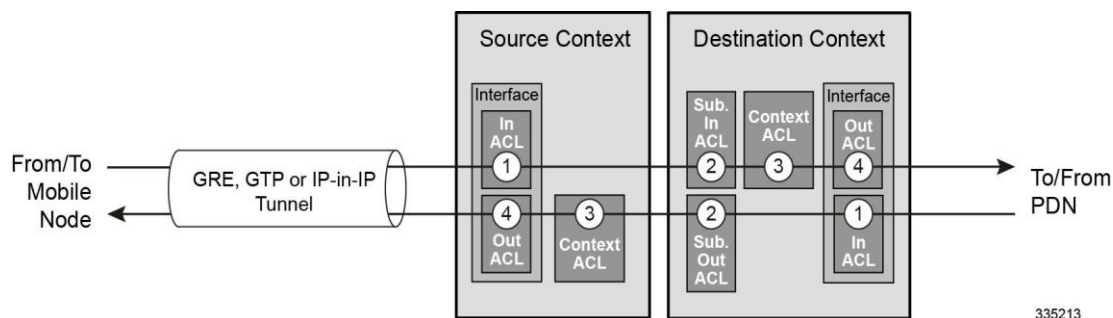 Source Context
Destination Context
Interface
In
ACL
1
Sub.
In
ACL
2
Context
ACL
3
Interface
Out
ACL
4
From/To
Mobile
Node
GRE, GTP or IP-in-IP
Tunnel
To/From
PDN
4
Out
ACL
3
Context
ACL
2
Sub.
Out
ACL
1
In
ACL
335213